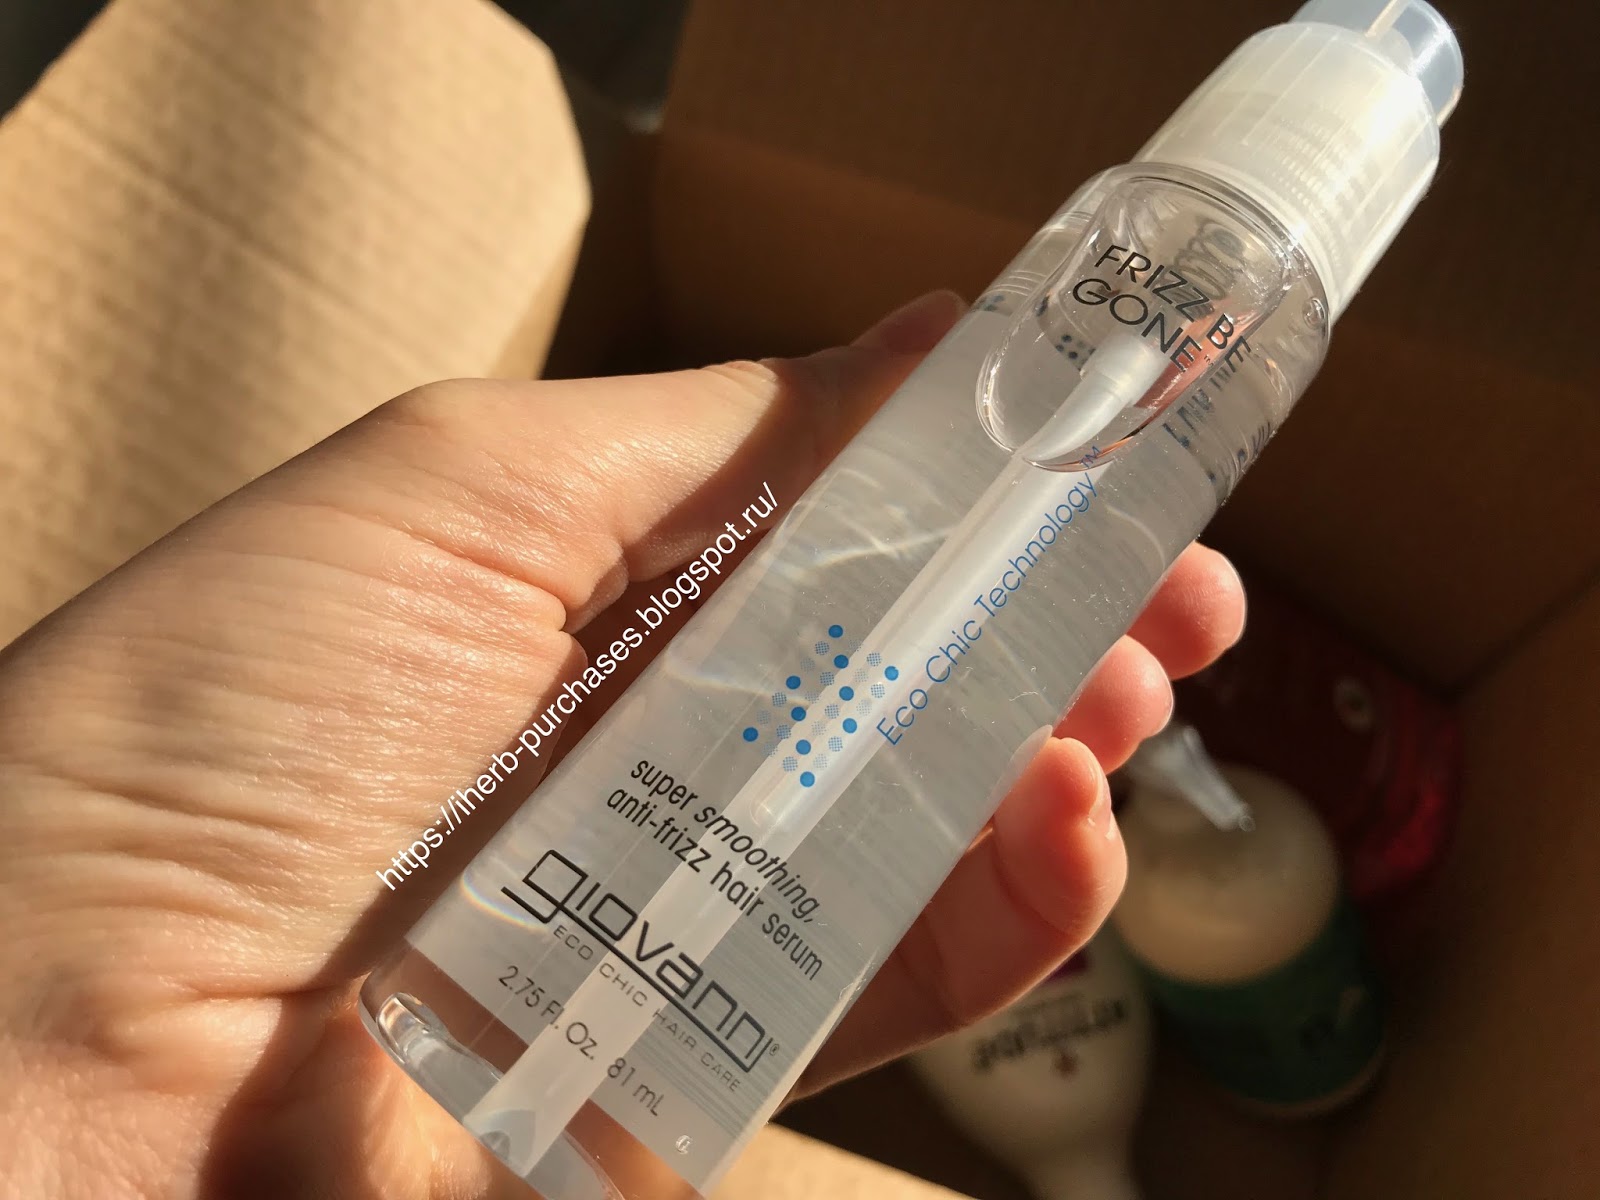 FRIZZ BE
GONE™
Eco Chic Technology™
super smoothing,
anti-frizz hair serum
giovanni®
ECO CHIC HAIR CARE
2.75 Fl. Oz. 81 mL
https://iherb-purchases.blogspot.ru/